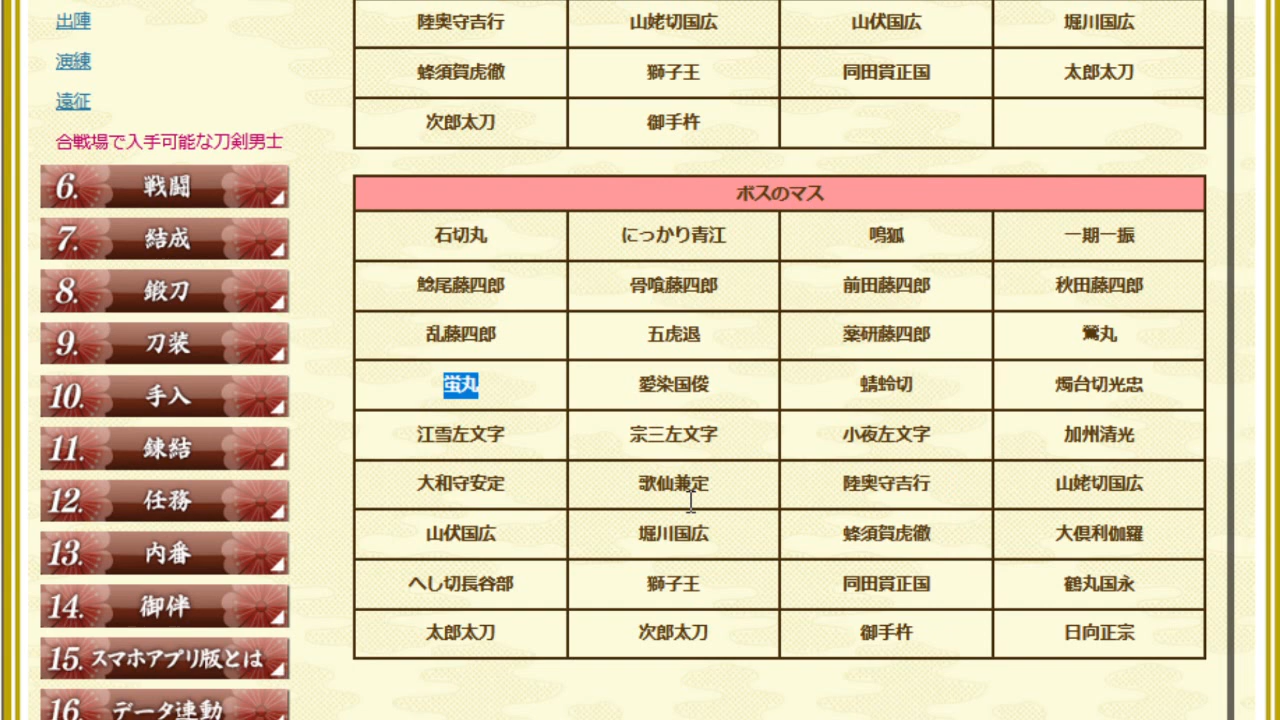 出陣
演練
遠征
合戦場で入手可能な刀剣男士
6. 戦闘
7. 結成
8. 鍛刀
9. 刀装
10. 手入
11. 錬結
12. 任務
13. 内番
14. 御伴
15. スマホアプリ版とは
16. データ連動
陸奥守吉行 山姥切国広 山伏国広 堀川国広
蜂須賀虎徹 獅子王 同田貫正国 太郎太刀
次郎太刀 御手杵
ボスのマス
石切丸 にっかり青江 鳴狐 一期一振
鯰尾藤四郎 骨喰藤四郎 前田藤四郎 秋田藤四郎
乱藤四郎 五虎退 薬研藤四郎 鶯丸
蛍丸 愛染国俊 蜻蛉切 燭台切光忠
江雪左文字 宗三左文字 小夜左文字 加州清光
大和守安定 歌仙兼定 陸奥守吉行 山姥切国広
山伏国広 堀川国広 蜂須賀虎徹 大倶利伽羅
へし切長谷部 獅子王 同田貫正国 鶴丸国永
太郎太刀 次郎太刀 御手杵 日向正宗